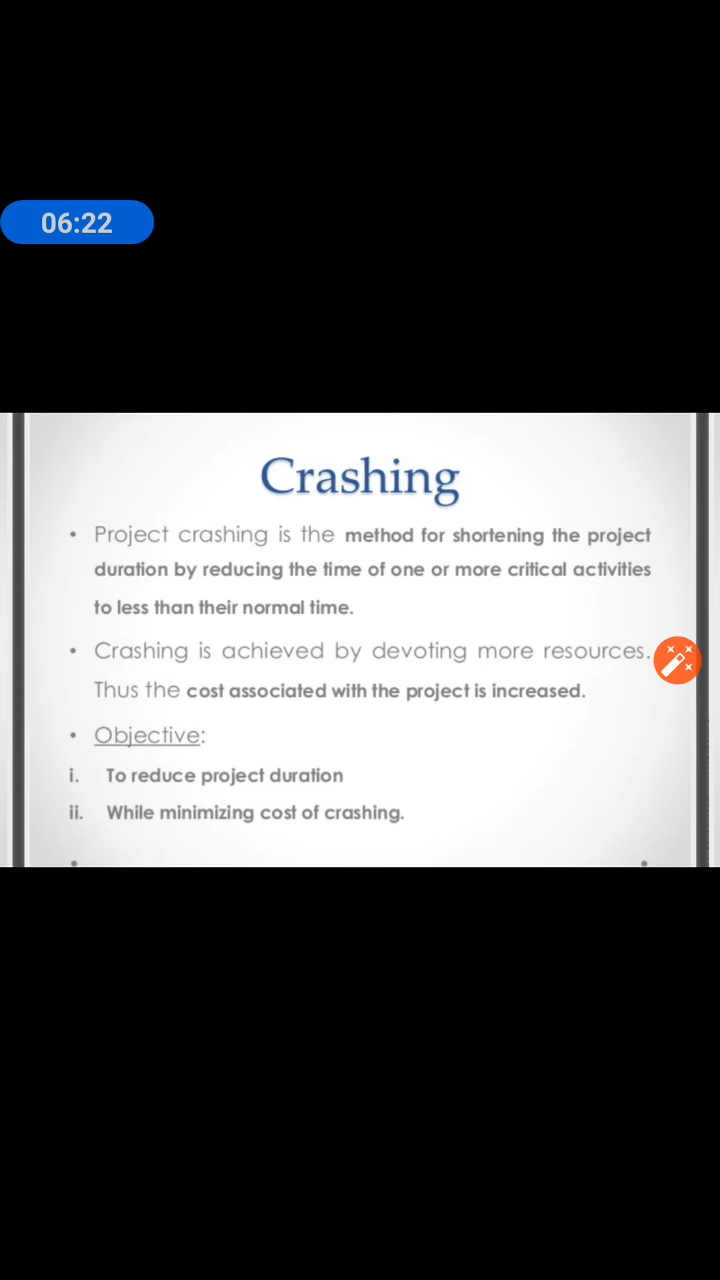 06:22
Crashing
• Project crashing is the method for shortening the project
duration by reducing the time of one or more critical activities
to less than their normal time.
• Crashing is achieved by devoting more resources.
Thus the cost associated with the project is increased.
• Objective:
i. To reduce project duration
ii. While minimizing cost of crashing.